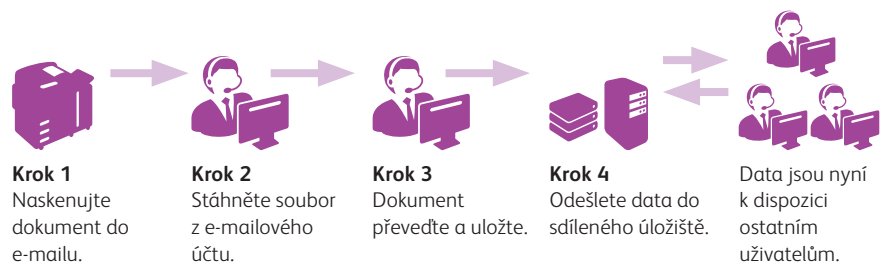 Krok 1
Naskenujte
dokument do
e-mailu.
Krok 2
Stáhněte soubor
z e-mailového
účtu.
Krok 3
Dokument
převeďte a uložte.
Krok 4
Odešlete data do
sdíleného úložiště.
Data jsou nyní
k dispozici
ostatním
uživatelům.